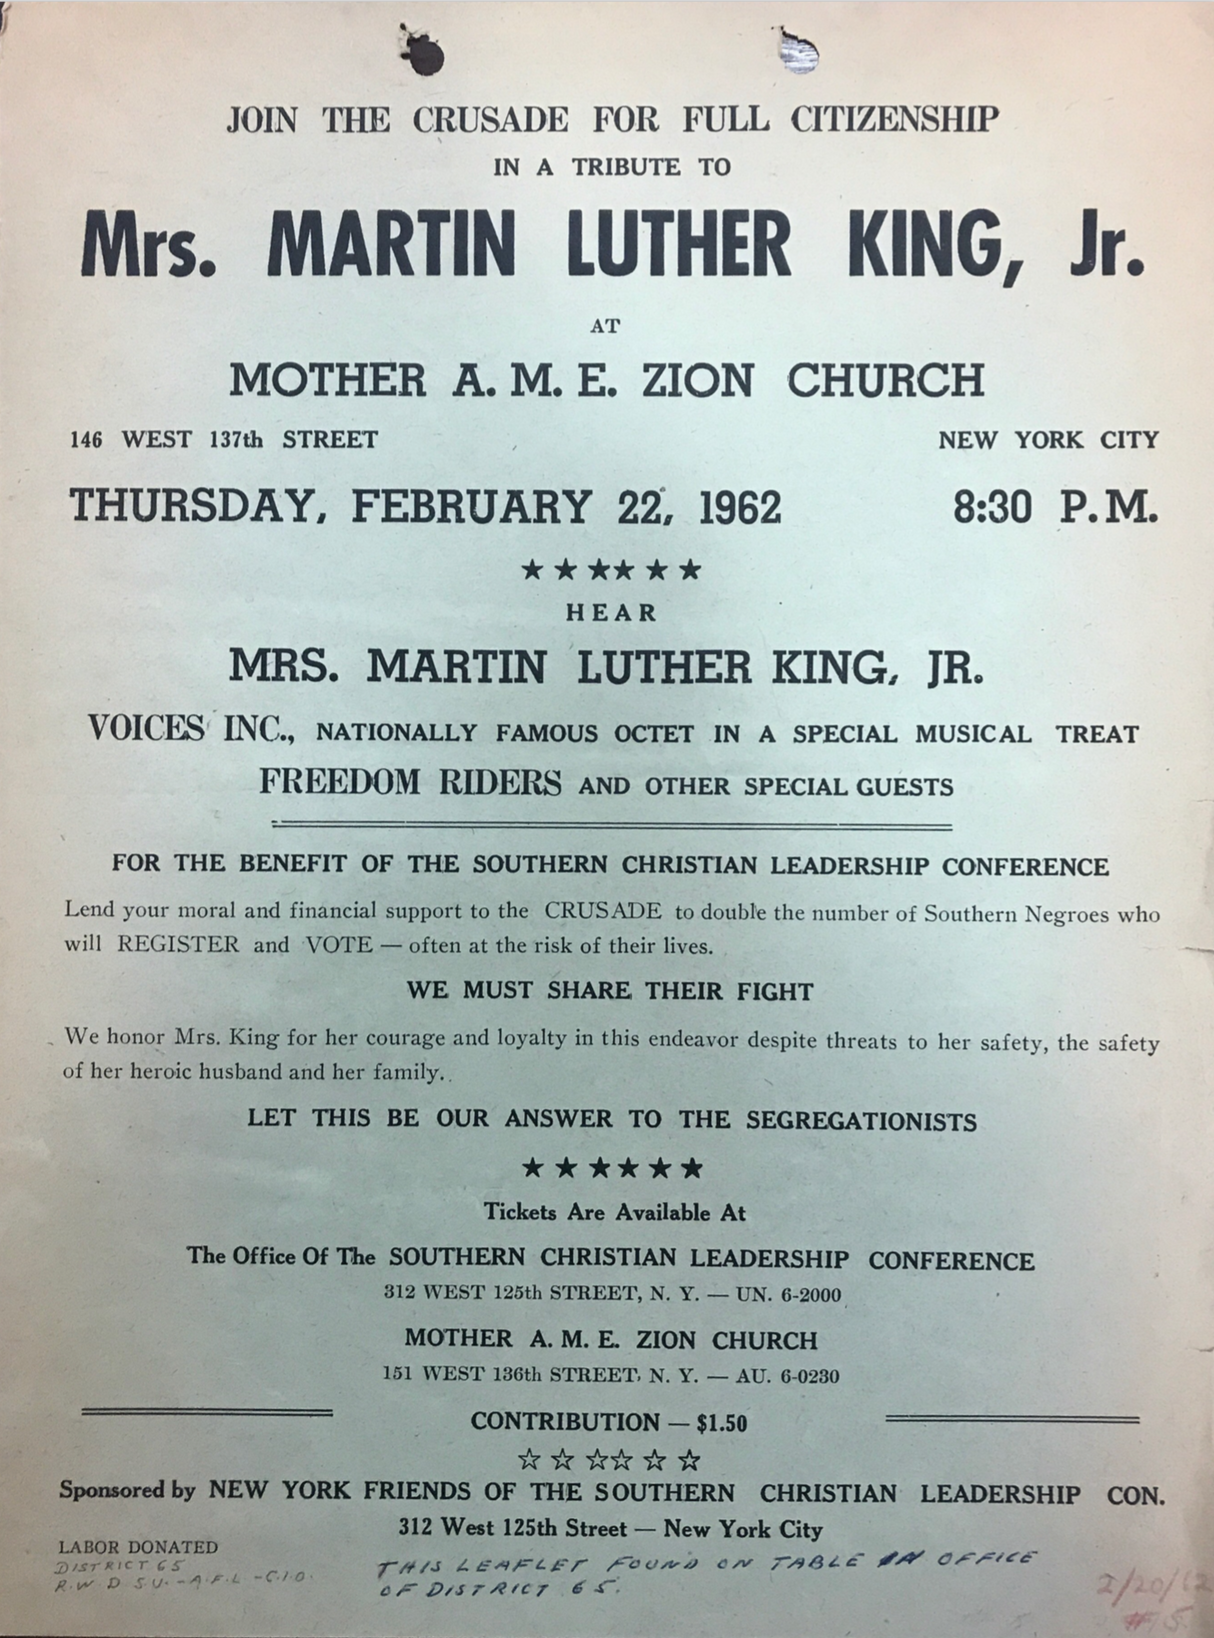 JOIN THE CRUSADE FOR FULL CITIZENSHIP
IN A TRIBUTE TO
Mrs. MARTIN LUTHER KING, Jr.
AT
MOTHER A. M. E. ZION CHURCH
146 WEST 137th STREET NEW YORK CITY
THURSDAY, FEBRUARY 22, 1962 8:30 P.M.
HEAR
MRS. MARTIN LUTHER KING, JR.
VOICES INC., NATIONALLY FAMOUS OCTET IN A SPECIAL MUSICAL TREAT
FREEDOM RIDERS AND OTHER SPECIAL GUESTS
FOR THE BENEFIT OF THE SOUTHERN CHRISTIAN LEADERSHIP CONFERENCE
Lend your moral and financial support to the CRUSADE to double the number of Southern Negroes who
will REGISTER and VOTE — often at the risk of their lives.
WE MUST SHARE THEIR FIGHT
We honor Mrs. King for her courage and loyalty in this endeavor despite threats to her safety, the safety
of her heroic husband and her family.
LET THIS BE OUR ANSWER TO THE SEGREGATIONISTS
Tickets Are Available At
The Office Of The SOUTHERN CHRISTIAN LEADERSHIP CONFERENCE
312 WEST 125th STREET, N. Y. — UN. 6-2000
MOTHER A. M. E. ZION CHURCH
151 WEST 136th STREET, N. Y. — AU. 6-0230
CONTRIBUTION — $1.50
Sponsored by NEW YORK FRIENDS OF THE SOUTHERN CHRISTIAN LEADERSHIP CON.
312 West 125th Street — New York City
LABOR DONATED
DISTRICT 65
R.W.D.S.U.-A.F.L.-C.I.O.
THIS LEAFLET FOUND ON TABLE IN OFFICE
OF DISTRICT 65.
2/20/62
#5